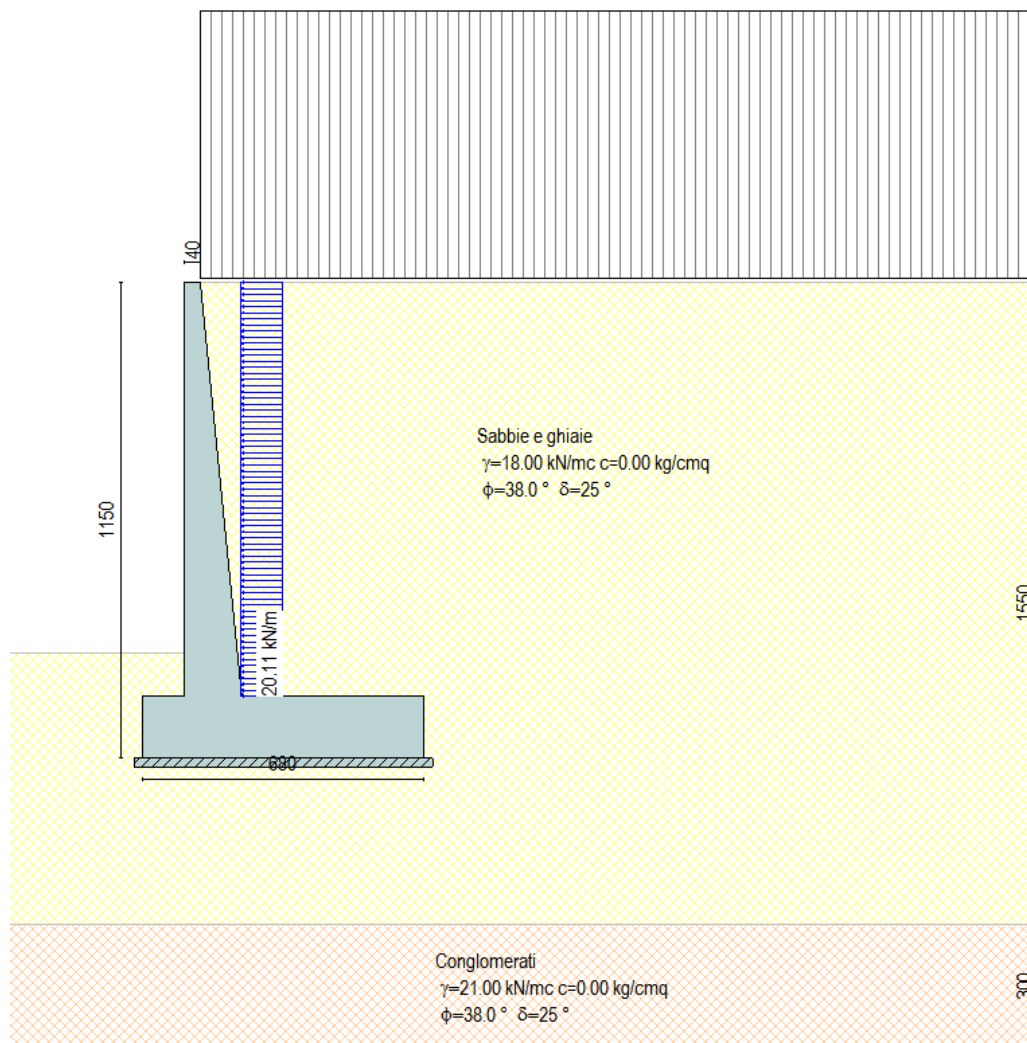 40
1150
20.11 kN/m
Sabbie e ghiaie
γ=18.00 kN/mc c=0.00 kg/cmq
ϕ=38.0 ° δ=25 °
1550
680
Conglomerati
γ=21.00 kN/mc c=0.00 kg/cmq
ϕ=38.0 ° δ=25 °
300